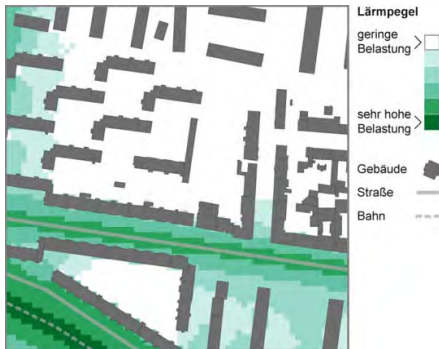 Lärmpegel
geringe
Belastung
sehr hohe
Belastung
Gebäude
Straße
Bahn